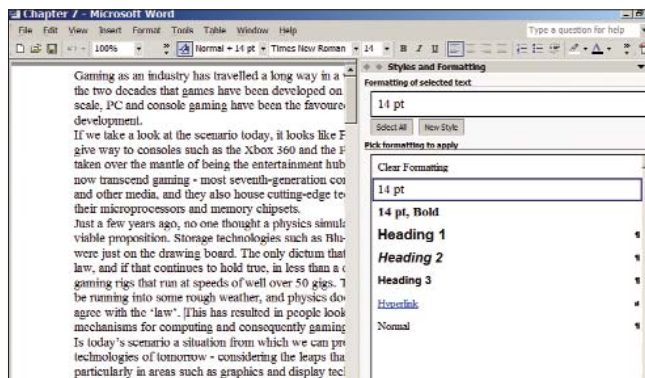 Chapter 7 - Microsoft Word
File Edit View Insert Format Tools Table Window Help
Type a question for help
100% Normal + 14 pt Times New Roman 14 B I U A
Styles and Formatting
Formatting of selected text
14 pt
Select All New Style
Pick formatting to apply
Clear Formatting
14 pt
14 pt, Bold
Heading 1
Heading 2
Heading 3
Hyperlink
Normal
Gaming as an industry has travelled a long way in a
the two decades that games have been developed on
scale, PC and console gaming have been the favoure
development.
If we take a look at the scenario today, it looks like
give way to consoles such as the Xbox 360 and the
taken over the mantle of being the entertainment hub
now transcend gaming - most seventh-generation con
and other media, and they also house cutting-edge te
their microprocessors and memory chipsets.
Just a few years ago, no one thought a physics simula
viable proposition. Storage technologies such as Blu-
were just on the drawing board. The only dictum that
law, and if that continues to hold true, in less than a
gaming rigs that run at speeds of well over 50 gigs.
be running into some rough weather, and physics do
agree with the 'law'. This has resulted in people look
mechanisms for computing and consequently gaming
Is today's scenario a situation from which we can pre
technologies of tomorrow - considering the leaps tha
particularly in areas such as graphics and display tec